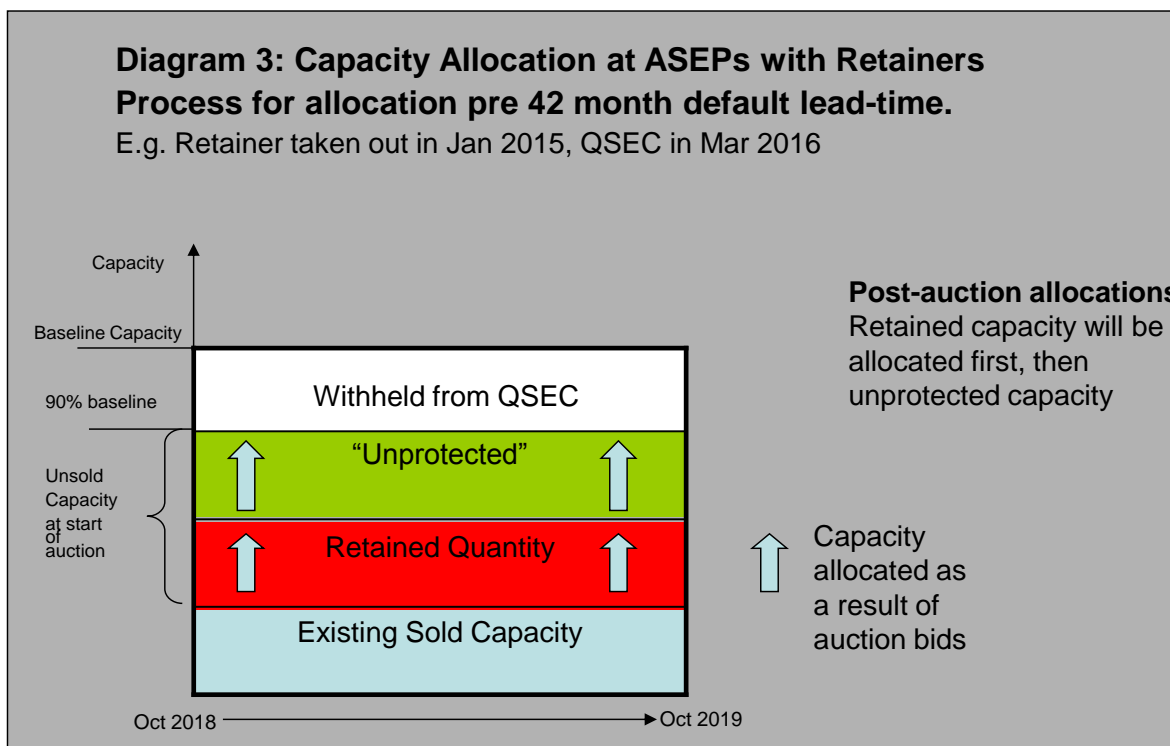 Diagram 3: Capacity Allocation at ASEPs with Retainers
Process for allocation pre 42 month default lead-time.
E.g. Retainer taken out in Jan 2015, QSEC in Mar 2016
Capacity
Baseline Capacity
90% baseline
Unsold
Capacity
at start
of
auction
Withheld from QSEC
“Unprotected”
Retained Quantity
Existing Sold Capacity
Oct 2018
Oct 2019
Post-auction allocations
Retained capacity will be
allocated first, then
unprotected capacity
Capacity
allocated as
a result of
auction bids